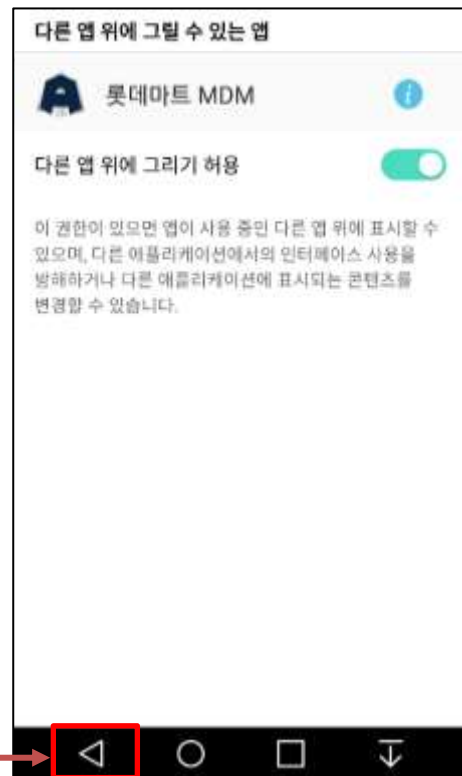 다른 앱 위에 그릴 수 있는 앱
롯데마트 MDM
다른 앱 위에 그리기 허용
이 권한이 있으면 앱이 사용 중인 다른 앱 위에 표시할 수
있으며, 다른 애플리케이션에서의 인터페이스 사용을
방해하거나 다른 애플리케이션에 표시되는 콘텐츠를
변경할 수 있습니다.